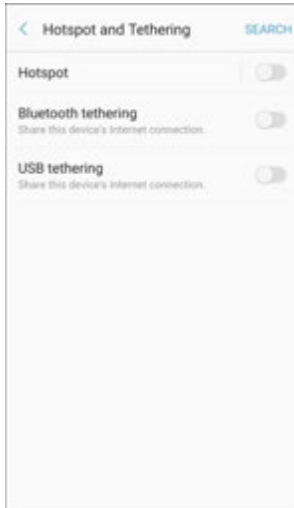 Hotspot and Tethering SEARCH
Hotspot
Bluetooth tethering
Share this device's Internet connection.
USB tethering
Share this device's Internet connection.